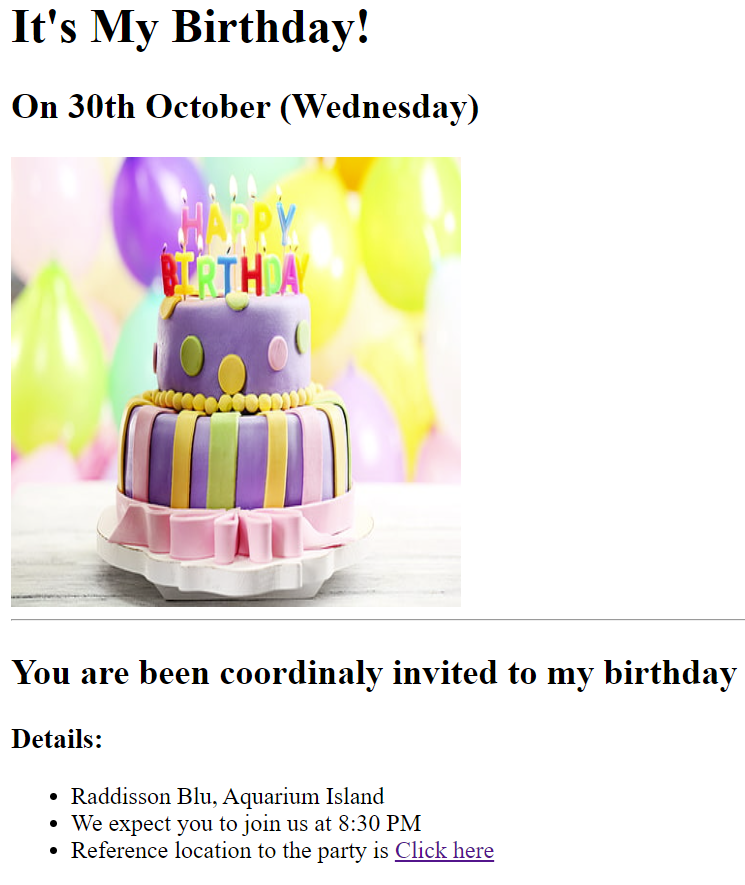 It's My Birthday!
On 30th October (Wednesday)
HAPPY
BIRTHDAY
You are been coordinaly invited to my birthday
Details:
Raddisson Blu, Aquarium Island
We expect you to join us at 8:30 PM
Reference location to the party is Click here